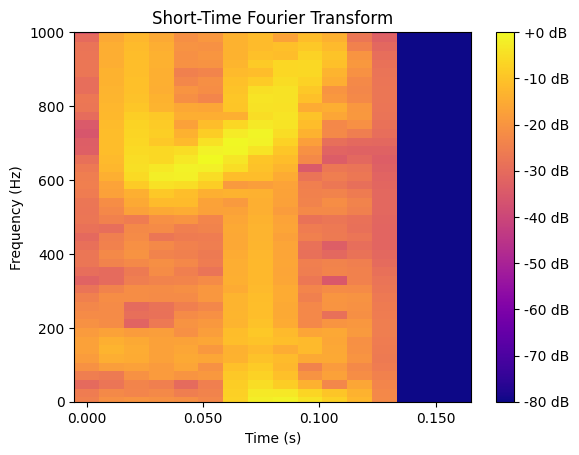 Short-Time Fourier Transform
1000
800
600
400
200
0
Frequency (Hz)
0.000
0.050
0.100
0.150
Time (s)
+0 dB
-10 dB
-20 dB
-30 dB
-40 dB
-50 dB
-60 dB
-70 dB
-80 dB